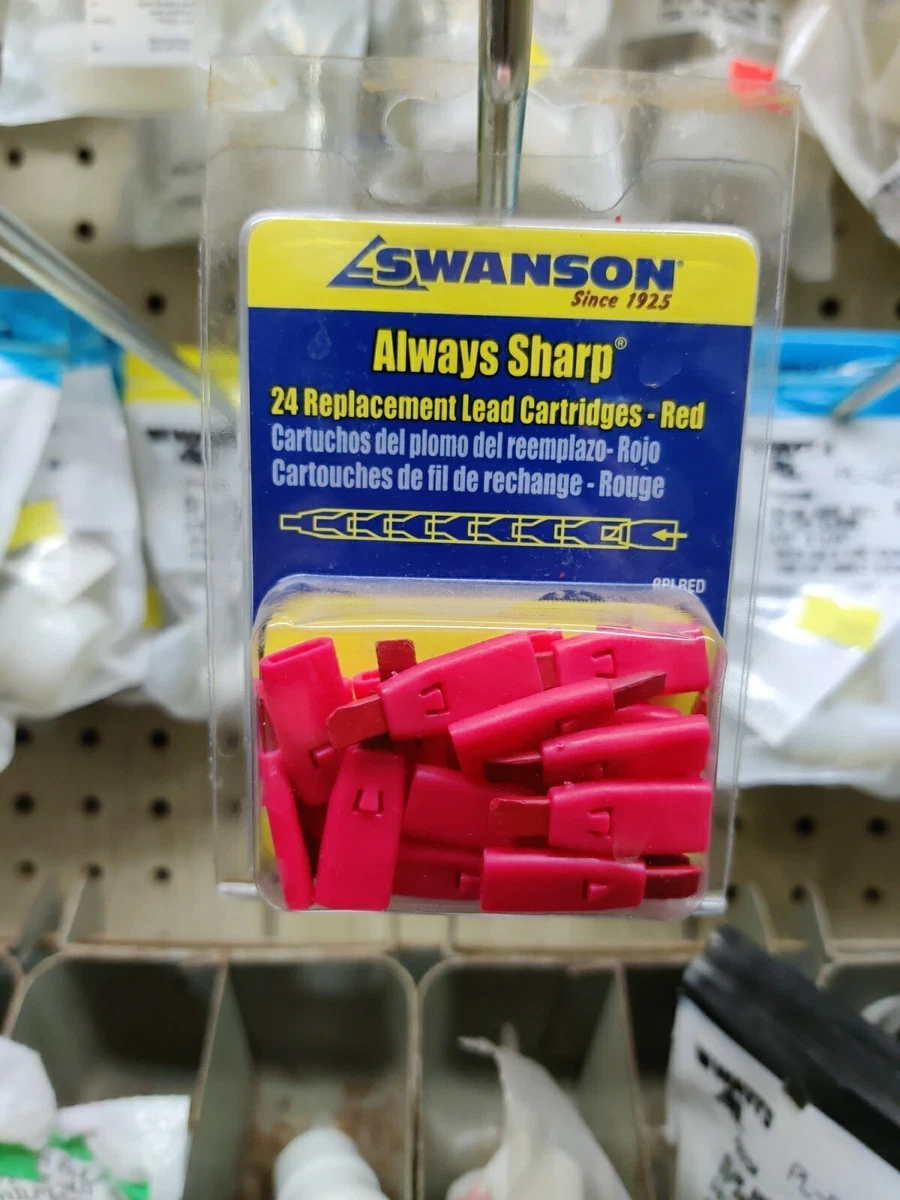 SWANSON®
Since 1925
Always Sharp®
24 Replacement Lead Cartridges - Red
Cartuchos del plomo del reemplazo- Rojo
Cartouches de fil de rechange - Rouge